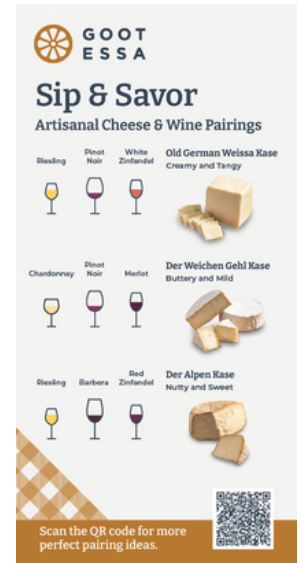 GOOT
ESSA
Sip & Savor
Artisanal Cheese & Wine Pairings
Riesling
Pinot
Noir
White
Zinfandel
Old German Weissa Kase
Creamy and Tangy
Chardonnay
Pinot
Noir
Merlot
Der Weichen Gehl Kase
Buttery and Mild
Riesling
Barbera
Red
Zinfandel
Der Alpen Kase
Nutty and Sweet
Scan the QR code for more
perfect pairing ideas.